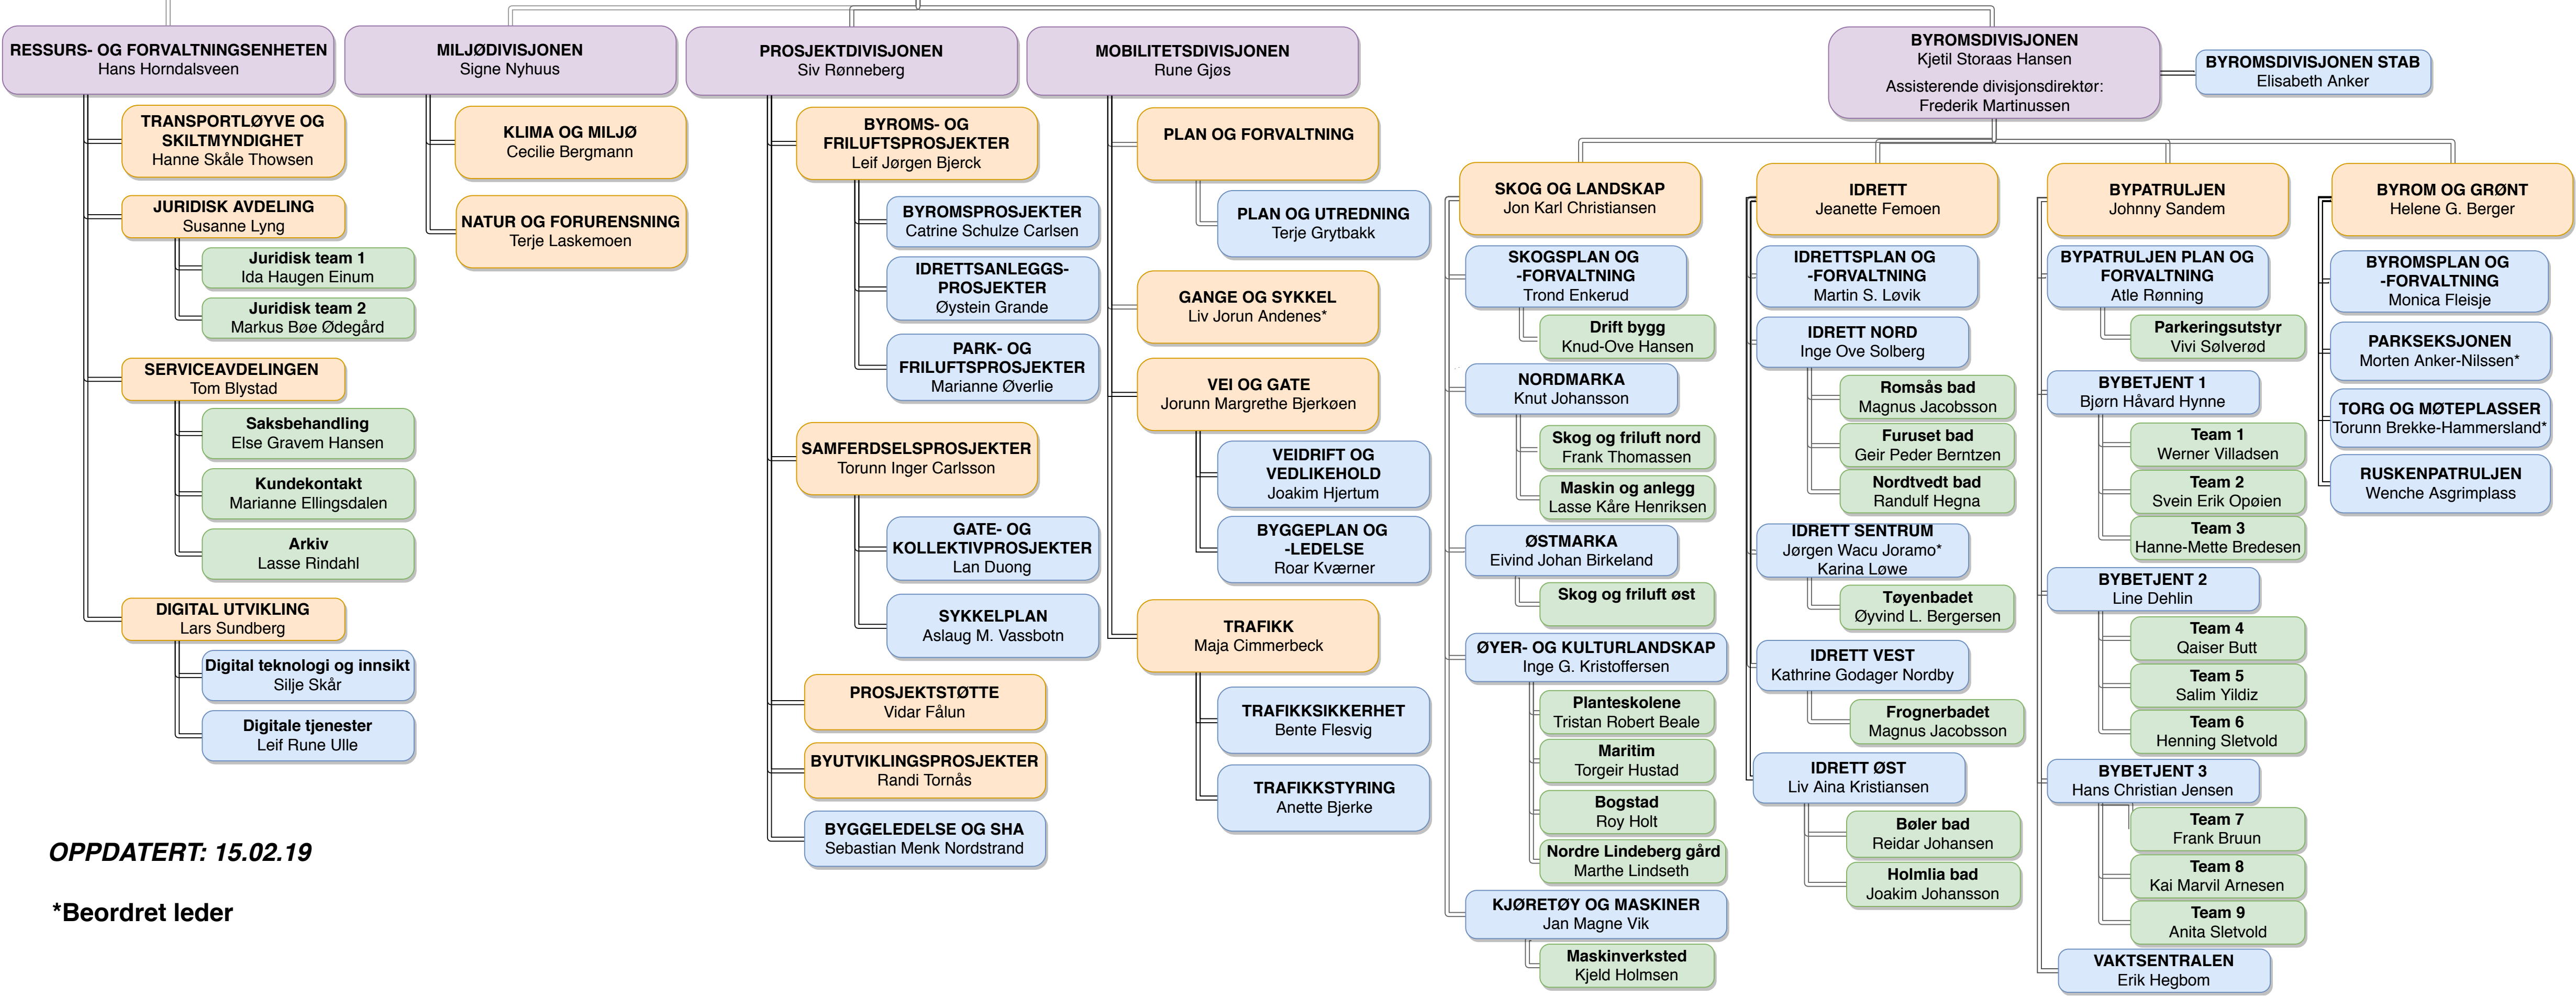 RESSURS- OG FORVALTNINGSENHETEN
Hans Horndalsveen
TRANSPORTLØYVE OG
SKILTMYNDIGHET
Hanne Skåle Thowsen
JURIDISK AVDELING
Susanne Lyng
Juridisk team 1
Ida Haugen Einum
Juridisk team 2
Markus Bøe Ødegård
SERVICEAVDELINGEN
Tom Blystad
Saksbehandling
Else Gravem Hansen
Kundekontakt
Marianne Ellingsdalen
Arkiv
Lasse Rindahl
DIGITAL UTVIKLING
Lars Sundberg
Digital teknologi og innsikt
Silje Skår
Digitale tjenester
Leif Rune Ulle
OPPDATERT: 15.02.19
*Beordret leder
MILJØDIVISJONEN
Signe Nyhuus
KLIMA OG MILJØ
Cecilie Bergmann
NATUR OG FORURENSNING
Terje Laskemoen
PROSJEKTDIVISJONEN
Siv Rønneberg
BYROMS- OG
FRILUFTSPROSJEKTER
Leif Jørgen Bjerck
BYROMSPROSJEKTER
Catrine Schulze Carlsen
IDRETTSANLEGGS-
PROSJEKTER
Øystein Grande
PARK- OG
FRILUFTSPROSJEKTER
Marianne Øverlie
SAMFERDSELSPROSJEKTER
Torunn Inger Carlsson
GATE- OG
KOLLEKTIVPROSJEKTER
Lan Duong
SYKKELPLAN
Aslaug M. Vassbotn
PROSJEKTSTØTTE
Vidar Fålun
BYUTVIKLINGSPROSJEKTER
Randi Tornås
BYGGELEDELSE OG SHA
Sebastian Menk Nordstrand
MOBILITETSDIVISJONEN
Rune Gjøs
PLAN OG FORVALTNING
PLAN OG UTREDNING
Terje Grytbakk
GANGE OG SYKKEL
Liv Jorun Andenes*
VEI OG GATE
Jorunn Margrethe Bjerkøen
VEIDRIFT OG
VEDLIKEHOLD
Joakim Hjertum
BYGGEPLAN OG
-LEDELSE
Roar Kværner
TRAFIKK
Maja Cimmerbeck
TRAFIKKSIKKERHET
Bente Flesvig
TRAFIKKSTYRING
Anette Bjerke
BYROMSDIVISJONEN
Kjetil Storaas Hansen
Assisterende divisjonsdirektør:
Frederik Martinussen
BYROMSDIVISJONEN STAB
Elisabeth Anker
SKOG OG LANDSKAP
Jon Karl Christiansen
SKOGSPLAN OG
-FORVALTNING
Trond Enkerud
Drift bygg
Knud-Ove Hansen
NORDMARKA
Knut Johansson
Skog og friluft nord
Frank Thomassen
Maskin og anlegg
Lasse Kåre Henriksen
ØSTMARKA
Eivind Johan Birkeland
Skog og friluft øst
ØYER- OG KULTURLANDSKAP
Inge G. Kristoffersen
Planteskolene
Tristan Robert Beale
Maritim
Torgeir Hustad
Bogstad
Roy Holt
Nordre Lindeberg gård
Marthe Lindseth
KJØRETØY OG MASKINER
Jan Magne Vik
Maskinverksted
Kjeld Holmsen
IDRETT
Jeanette Femoen
IDRETTSPLAN OG
-FORVALTNING
Martin S. Løvik
IDRETT NORD
Inge Ove Solberg
Romsås bad
Magnus Jacobsson
Furuset bad
Geir Peder Berntzen
Nordtvedt bad
Randulf Hegna
IDRETT SENTRUM
Jørgen Wacu Joramo*
Karina Løwe
Tøyenbadet
Øyvind L. Bergersen
IDRETT VEST
Kathrine Godager Nordby
Frognerbadet
Magnus Jacobsson
IDRETT ØST
Liv Aina Kristiansen
Bøler bad
Reidar Johansen
Holmlia bad
Joakim Johansson
BYPATRULJEN
Johnny Sandem
BYPATRULJEN PLAN OG
FORVALTNING
Atle Rønning
Parkeringsutstyr
Vivi Sølverød
BYBETJENT 1
Bjørn Håvard Hynne
Team 1
Werner Villadsen
Team 2
Svein Erik Opøien
Team 3
Hanne-Mette Bredesen
BYBETJENT 2
Line Dehlin
Team 4
Qaiser Butt
Team 5
Salim Yildiz
Team 6
Henning Sletvold
BYBETJENT 3
Hans Christian Jensen
Team 7
Frank Bruun
Team 8
Kai Marvil Arnesen
Team 9
Anita Sletvold
VAKTSENTRALEN
Erik Hegbom
BYROM OG GRØNT
Helene G. Berger
BYROMSPLAN OG
-FORVALTNING
Monica Fleisje
PARKSEKSJONEN
Morten Anker-Nilssen*
TORG OG MØTEPLASSER
Torunn Brekke-Hammersland*
RUSKENPATRULJEN
Wenche Asgrimplass